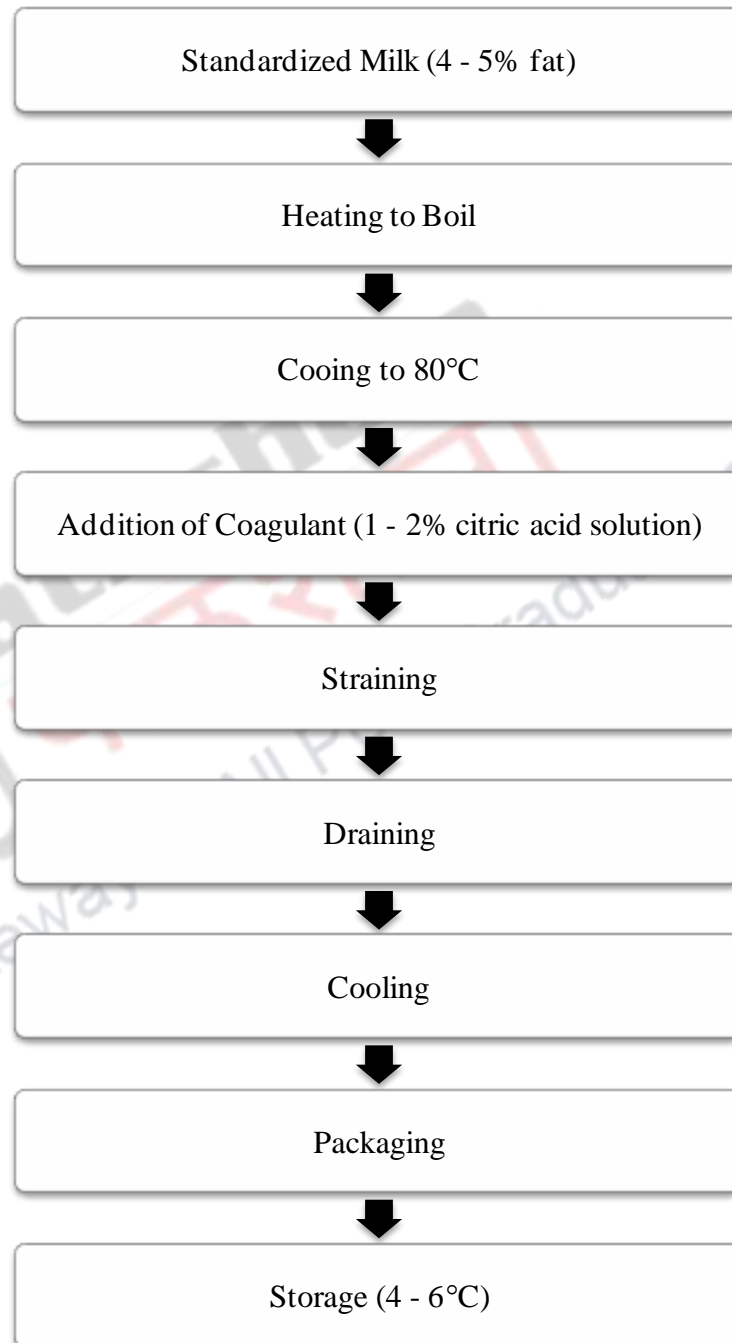 Standardized Milk (4 - 5% fat)
Heating to Boil
Cooing to 80°C
Addition of Coagulant (1 - 2% citric acid solution)
Straining
Draining
Cooling
Packaging
Storage (4 - 6°C)